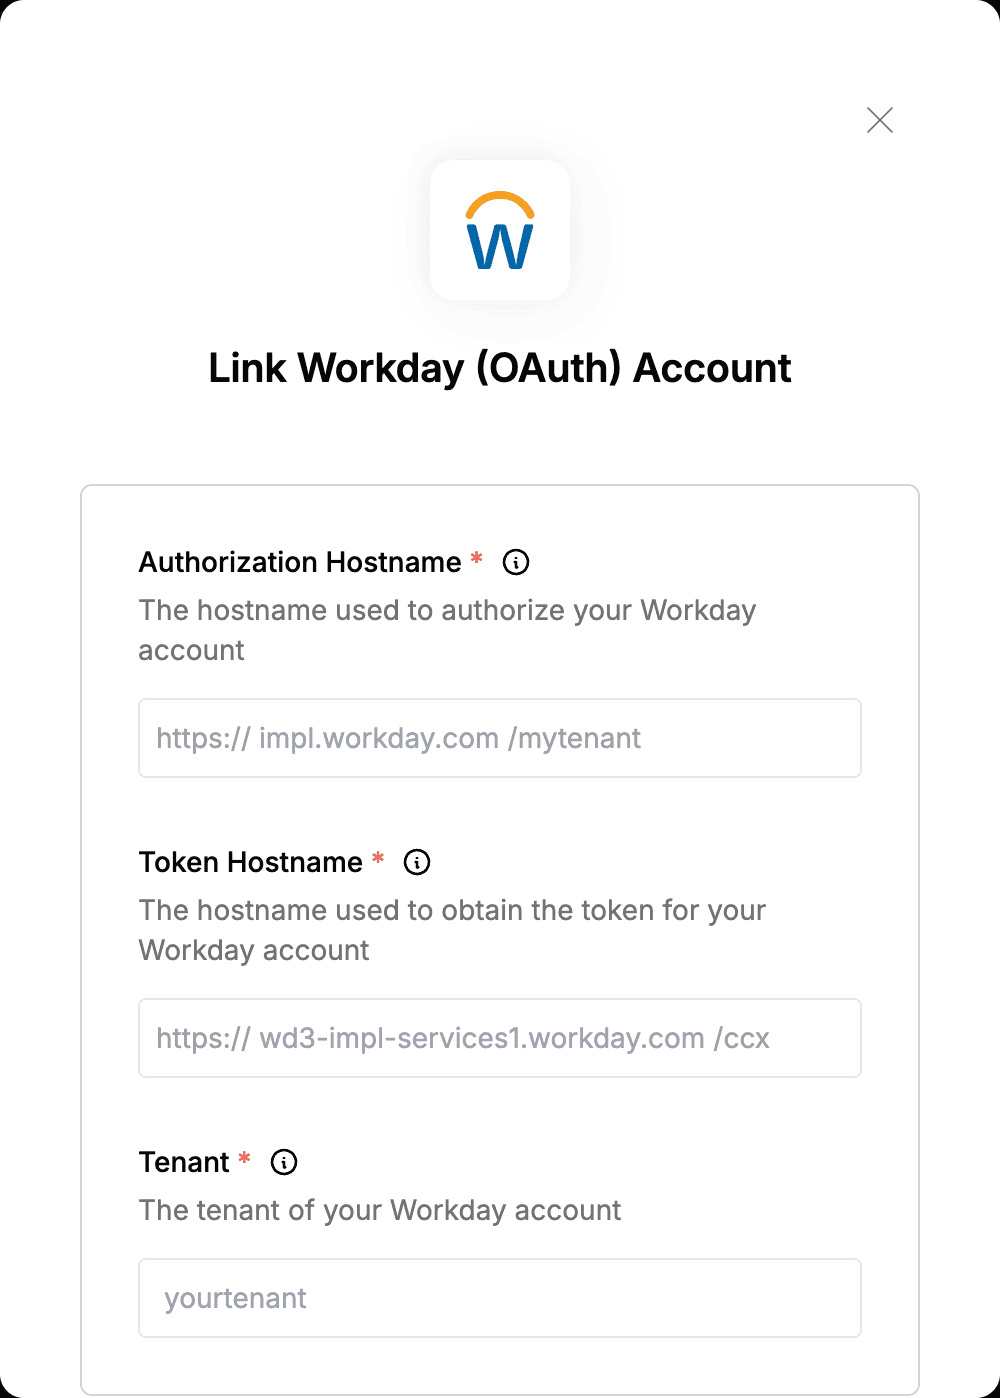 W
Link Workday (OAuth) Account
Authorization Hostname *
The hostname used to authorize your Workday
account
https:// impl.workday.com /mytenant
Token Hostname *
The hostname used to obtain the token for your
Workday account
https:// wd3-impl-services1.workday.com /ccx
Tenant *
The tenant of your Workday account
yourtenant